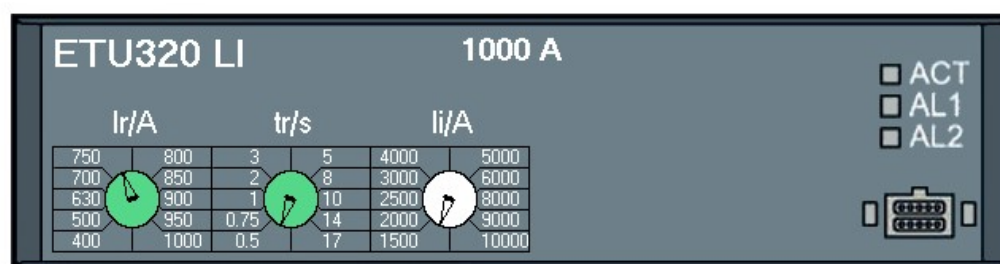 ETU320 LI 1000 A
ACT
AL1
AL2
Ir/A tr/s Ii/A
750 800 3 5 4000 5000
700 850 2 8 3000 6000
630 900 1 10 2500 8000
500 950 0.75 14 2000 9000
400 1000 0.5 17 1500 10000